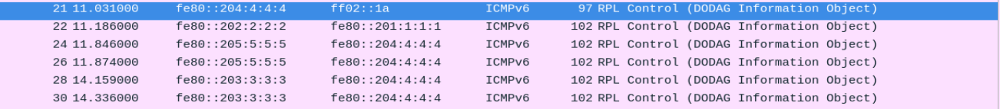 21 11.031000 fe80::204:4:4:4 ff02::1a ICMPv6 97 RPL Control (DODAG Information Object)
22 11.186000 fe80::202:2:2:2 fe80::201:1:1:1 ICMPv6 102 RPL Control (DODAG Information Object)
24 11.846000 fe80::205:5:5:5 fe80::204:4:4:4 ICMPv6 102 RPL Control (DODAG Information Object)
26 11.874000 fe80::205:5:5:5 fe80::204:4:4:4 ICMPv6 102 RPL Control (DODAG Information Object)
28 14.159000 fe80::203:3:3:3 fe80::204:4:4:4 ICMPv6 102 RPL Control (DODAG Information Object)
30 14.336000 fe80::203:3:3:3 fe80::204:4:4:4 ICMPv6 102 RPL Control (DODAG Information Object)